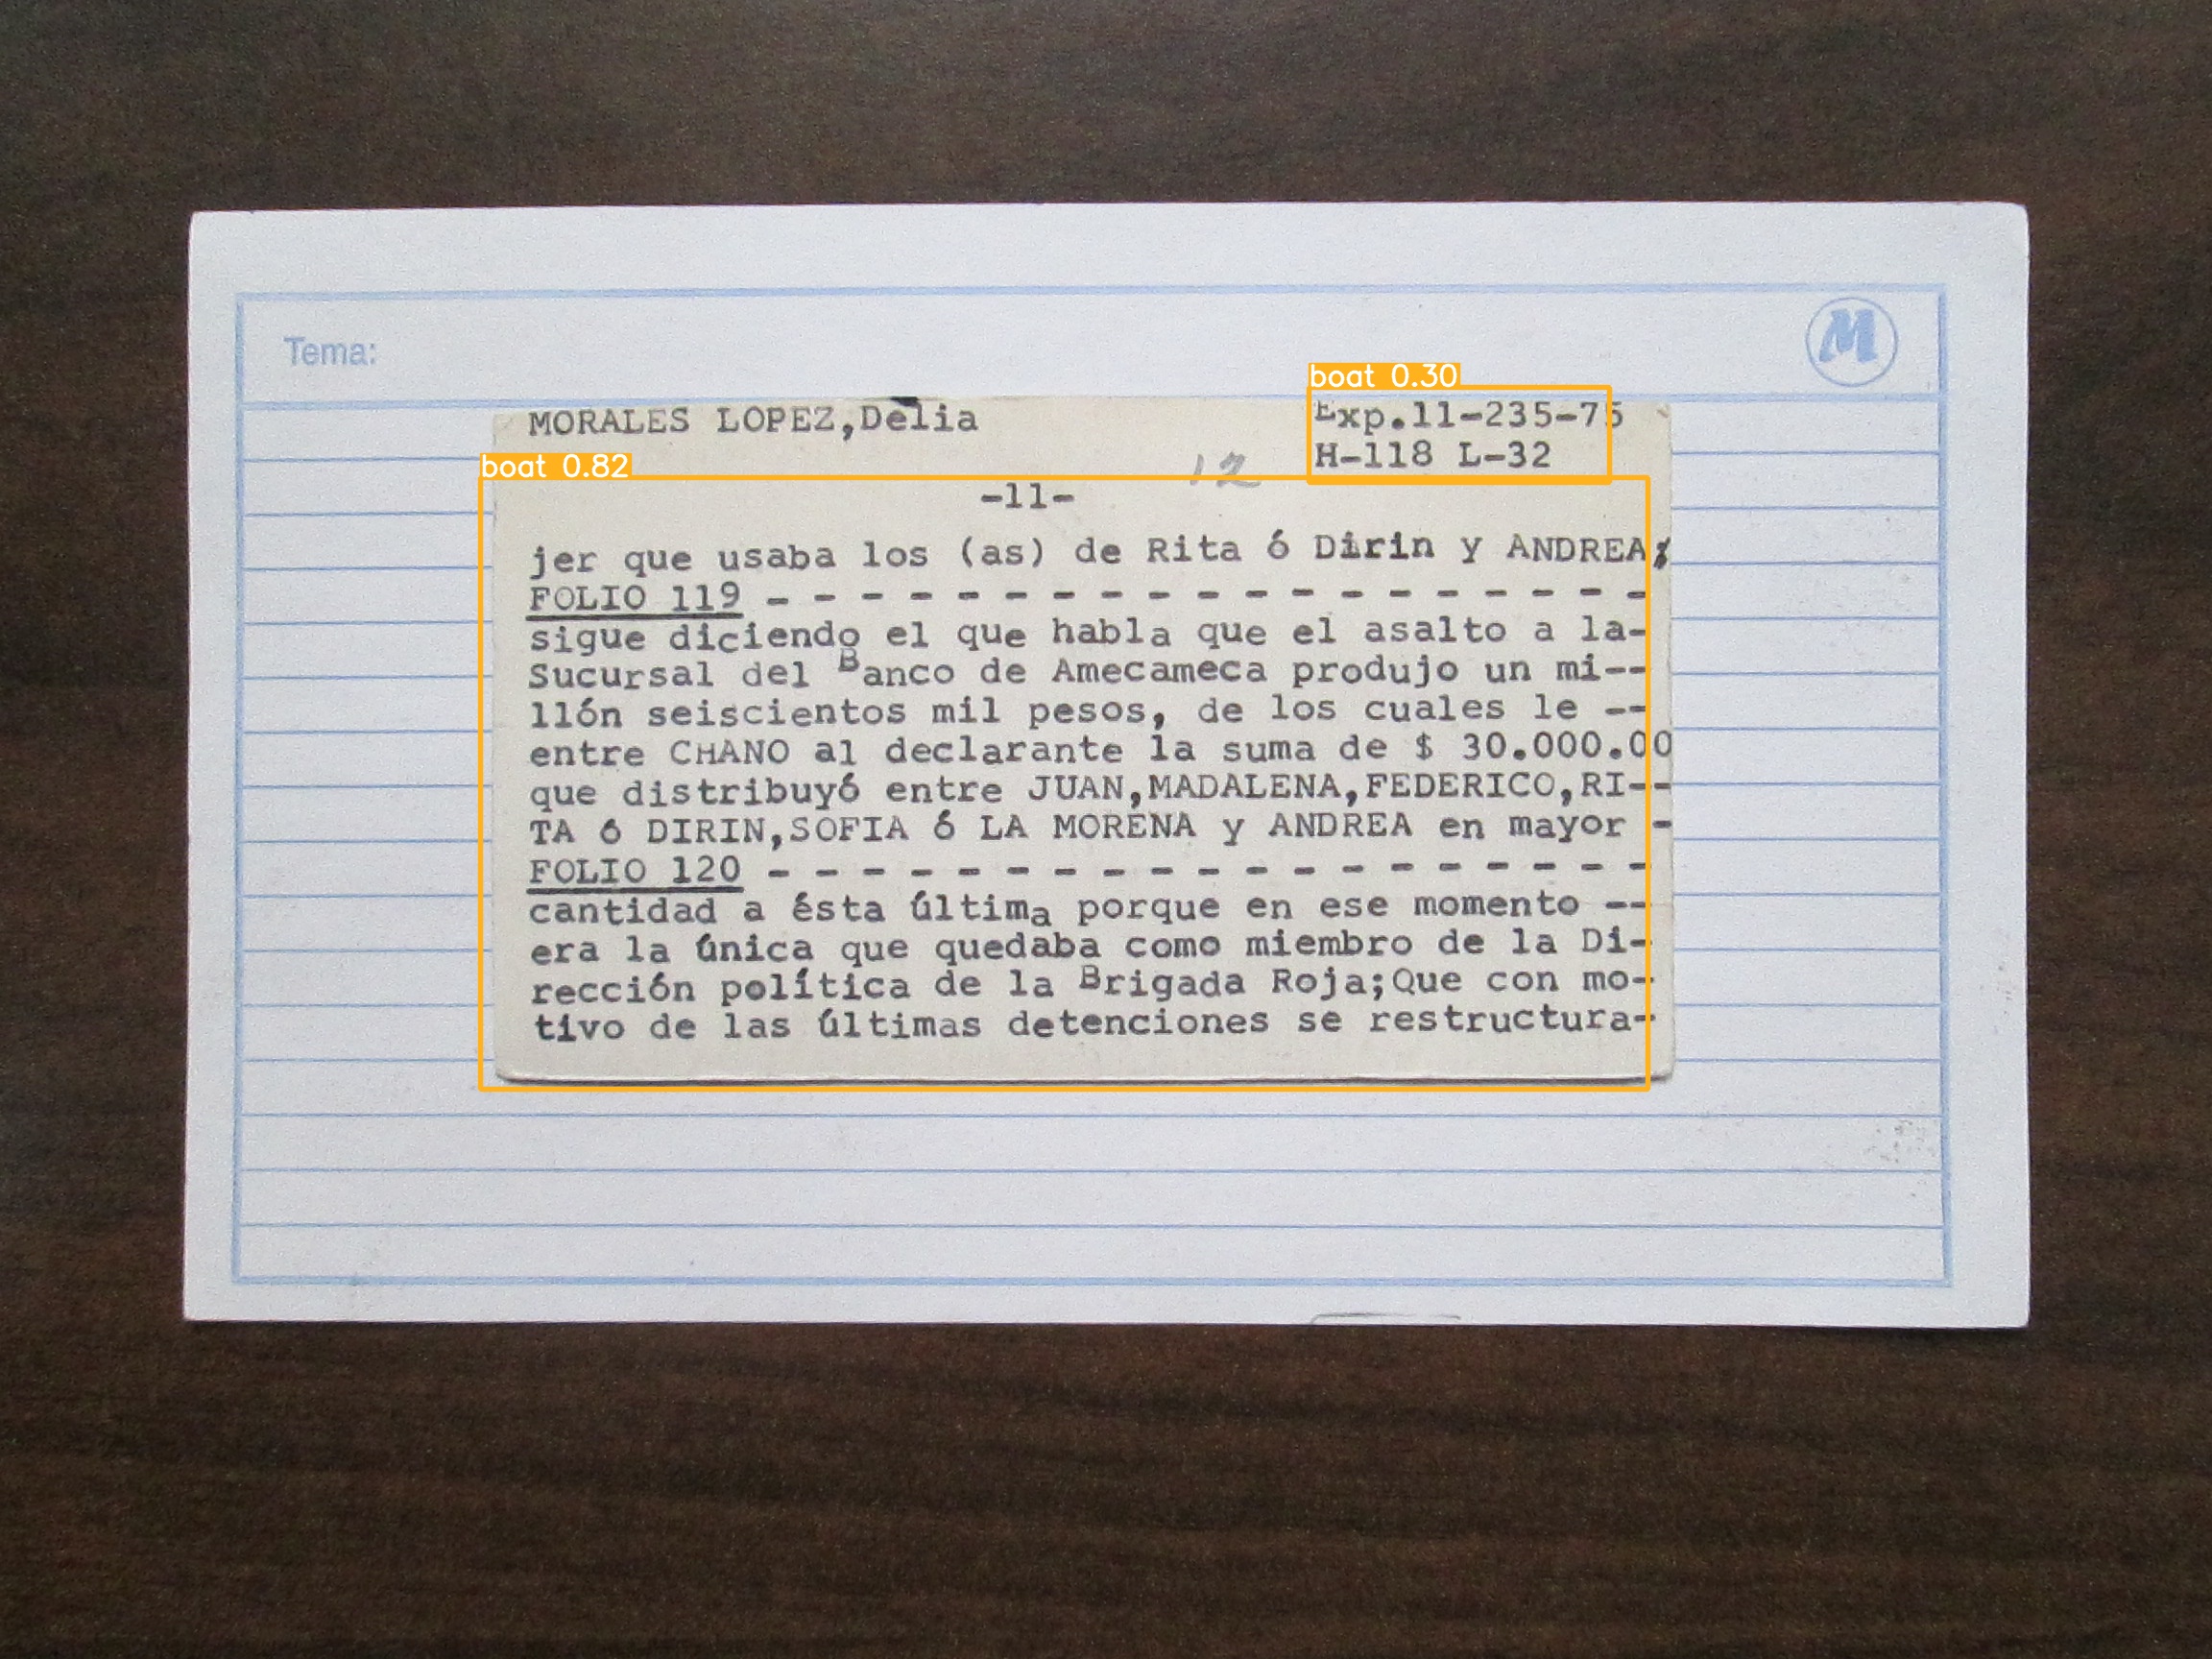 Tema:
M
MORALES LOPEZ,Delia
Exp.11-235-75
H-118 L-32
12
-11-
jer que usaba los (as) de Rita ó Dirin y ANDREA;
FOLIO 119 - - - - - - - - - - - - - - - - - - -
sigue diciendo el que habla que el asalto a la-
Sucursal del Banco de Amecameca produjo un mi--
llón seiscientos mil pesos, de los cuales le --
entre CHANO al declarante la suma de $ 30.000.00
que distribuyó entre JUAN,MADALENA,FEDERICO,RI--
TA ó DIRIN,SOFIA ó LA MORENA y ANDREA en mayor -
FOLIO 120 - - - - - - - - - - - - - - - - - - -
cantidad a ésta última porque en ese momento --
era la única que quedaba como miembro de la Di-
rección política de la Brigada Roja;Que con mo-
tivo de las últimas detenciones se restructura-
boat 0.30
boat 0.82